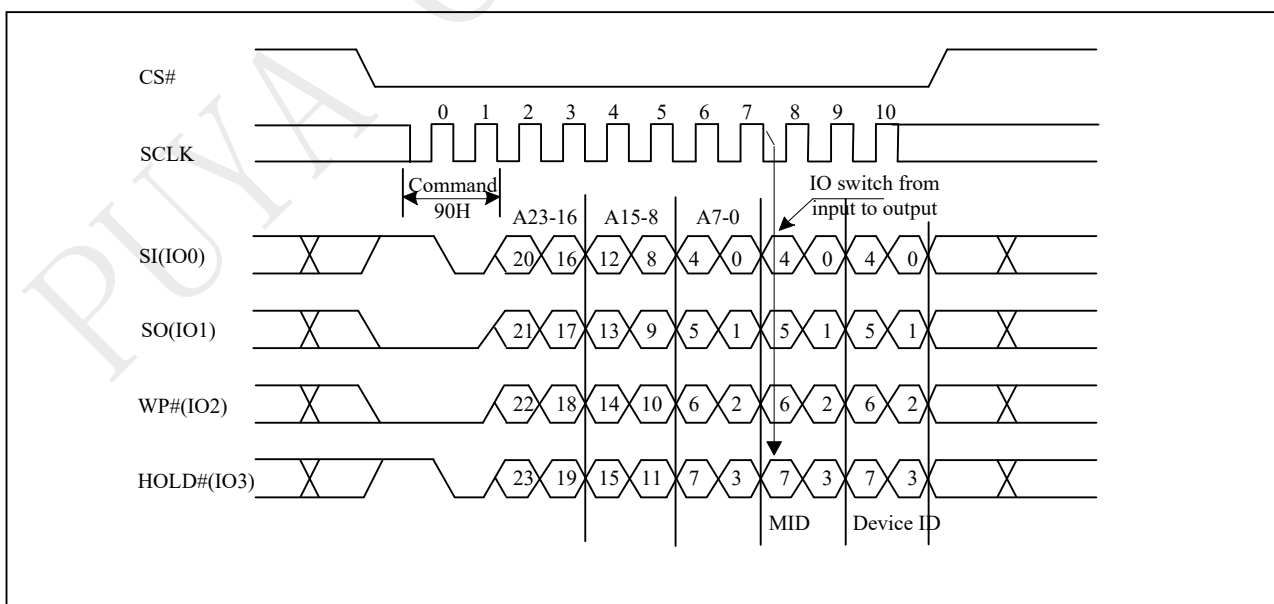 PUYA
CS#
0 1 2 3 4 5 6 7 8 9 10
SCLK
Command
90H
IO switch from
input to output
A23-16 A15-8 A7-0
SI(IO0) 20 16 12 8 4 0 4 0 4 0
SO(IO1) 21 17 13 9 5 1 5 1 5 1
WP#(IO2) 22 18 14 10 6 2 6 2 6 2
HOLD#(IO3) 23 19 15 11 7 3 7 3 7 3
MID Device ID